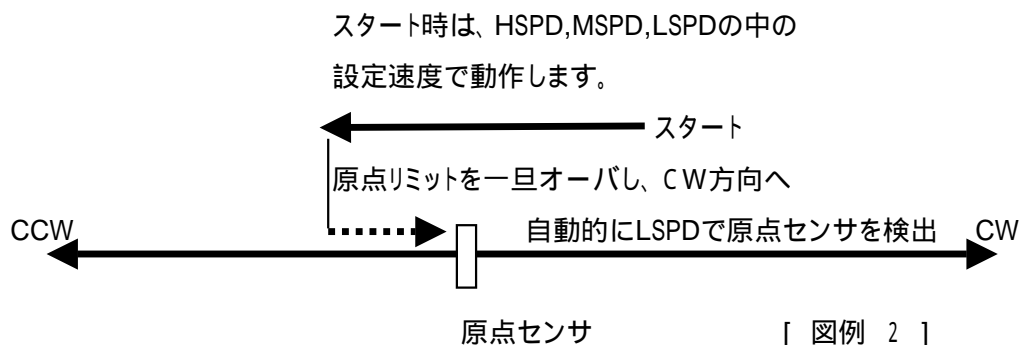 スタート時は、HSPD,MSPD,LSPDの中の
設定速度で動作します。
スタート
原点リミットを一旦オーバし、CW方向へ
CCW
自動的にLSPDで原点センサを検出
CW
原点センサ
[ 図例 2 ]